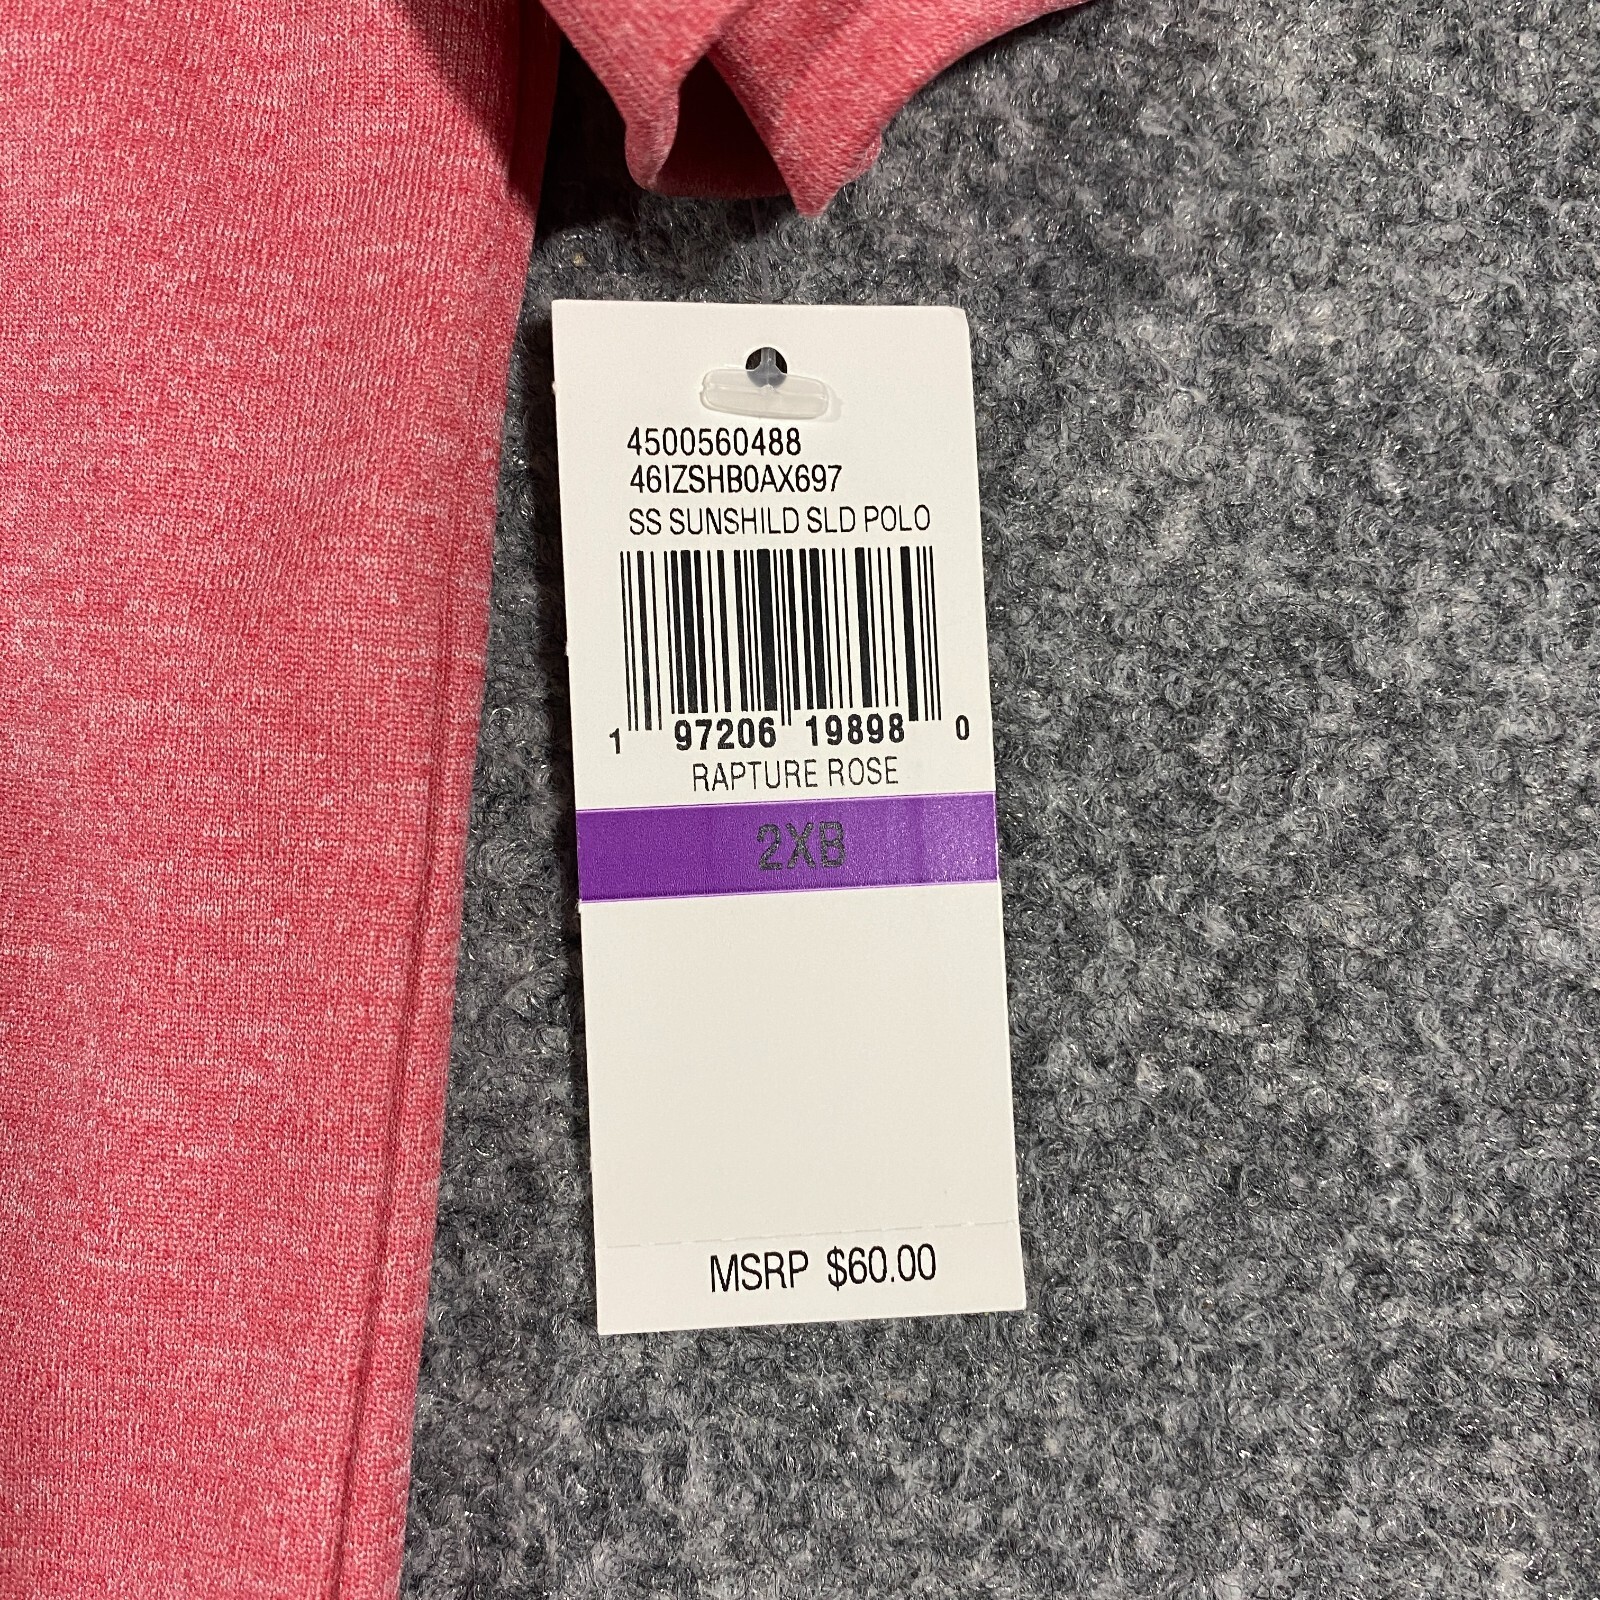 4500560488
46IZSHB0AX697
SS SUNSHILD SLD POLO
1 97206 19898 0
RAPTURE ROSE
2XB
MSRP $60.00